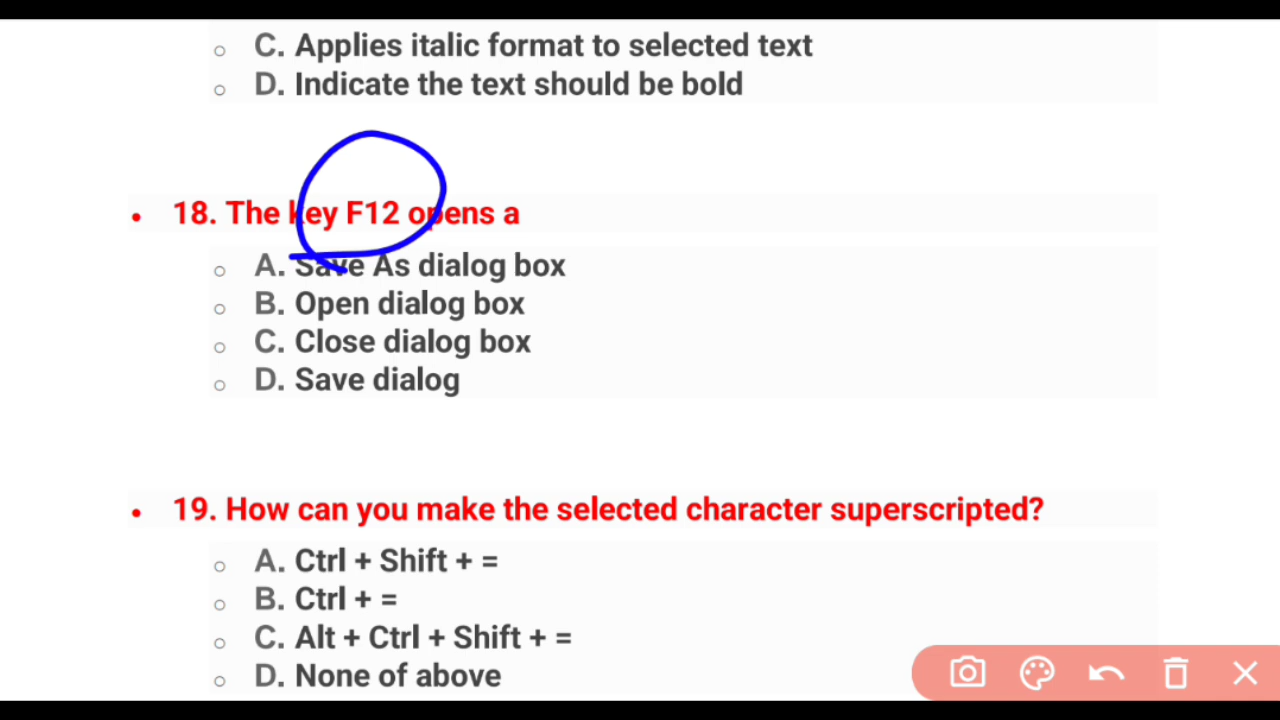 C. Applies italic format to selected text
D. Indicate the text should be bold
18. The key F12 opens a
A. Save As dialog box
B. Open dialog box
C. Close dialog box
D. Save dialog
19. How can you make the selected character superscripted?
A. Ctrl + Shift + =
B. Ctrl + =
C. Alt + Ctrl + Shift + =
D. None of above